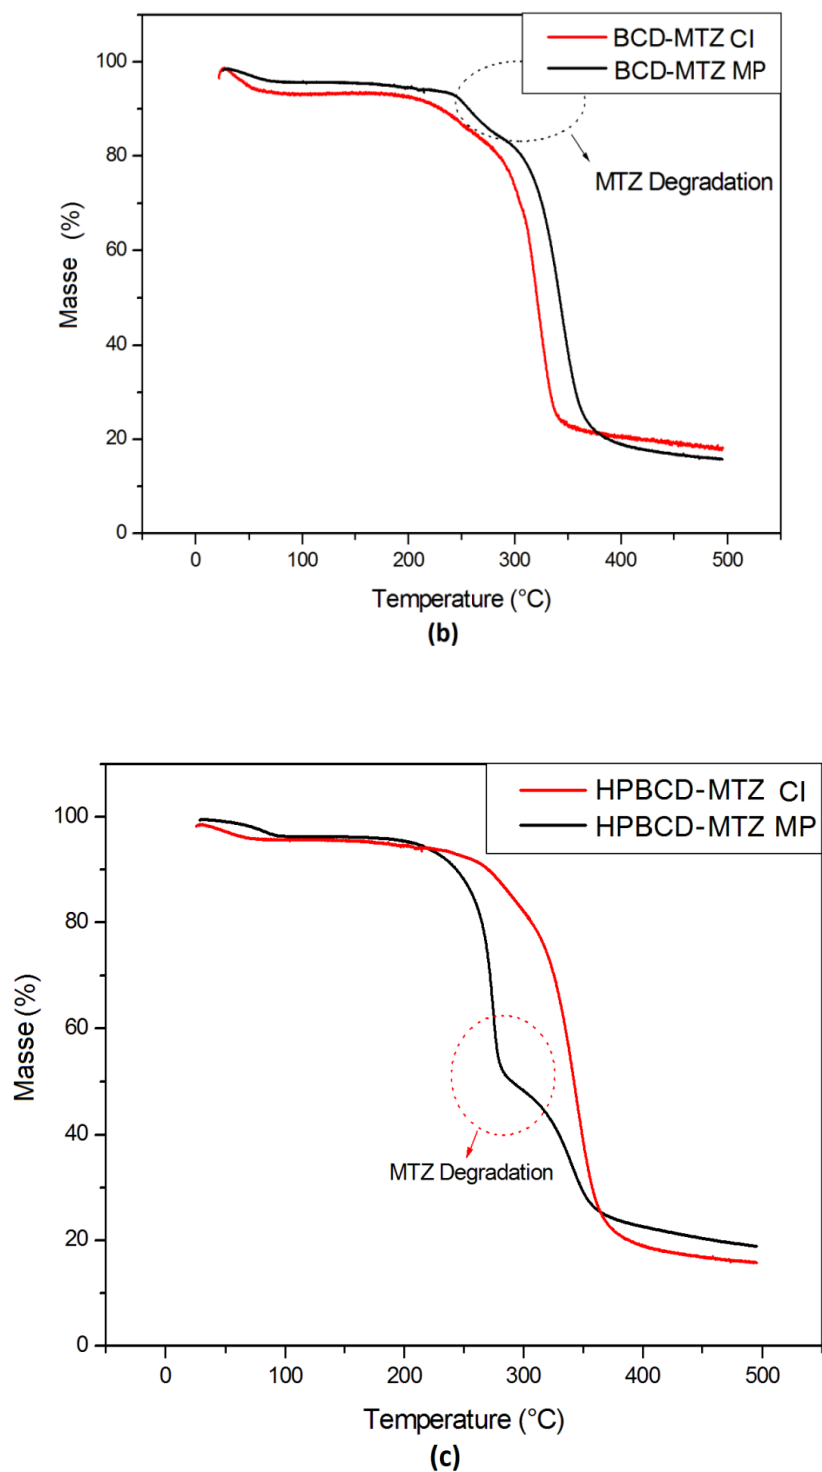 BCD-MTZ CI
BCD-MTZ MP
100
80
60
40
20
0
Masse (%)
MTZ Degradation
0 100 200 300 400 500
Temperature (°C)
(b)
HPBCD-MTZ CI
HPBCD-MTZ MP
100
80
60
40
20
0
Masse (%)
MTZ Degradation
0 100 200 300 400 500
Temperature (°C)
(c)